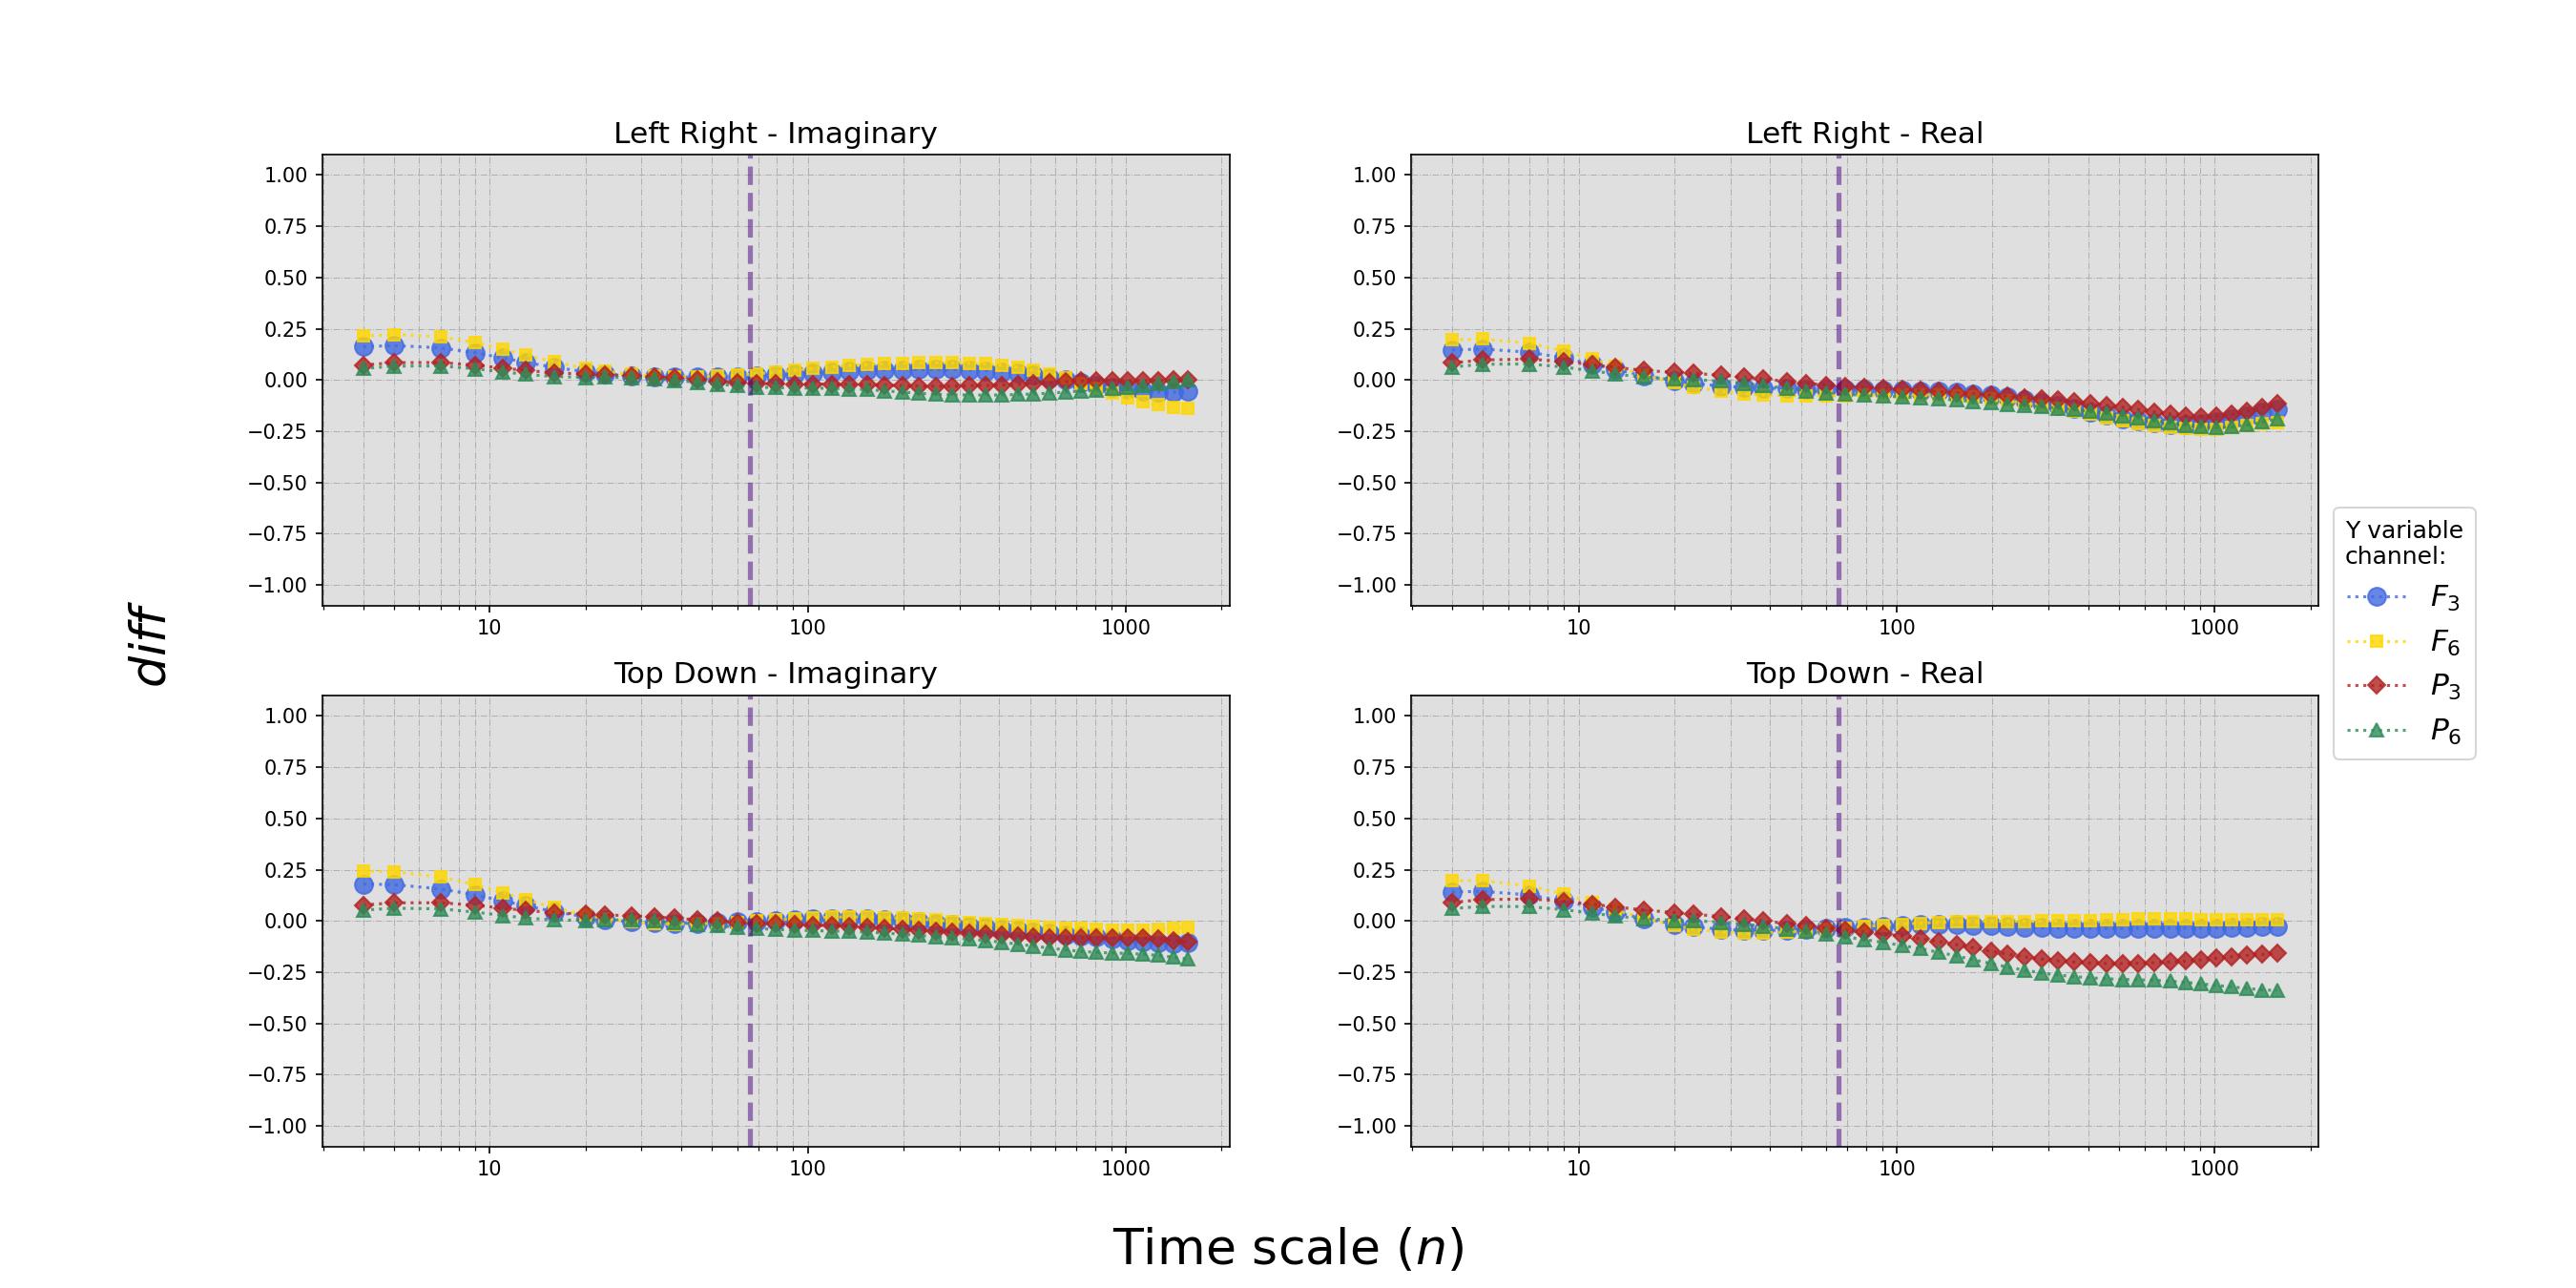 Left Right - Imaginary
1.00
0.75
0.50
0.25
0.00
−0.25
−0.50
−0.75
−1.00
10 100 1000
Left Right - Real
1.00
0.75
0.50
0.25
0.00
−0.25
−0.50
−0.75
−1.00
10 100 1000
Top Down - Imaginary
1.00
0.75
0.50
0.25
0.00
−0.25
−0.50
−0.75
−1.00
10 100 1000
Top Down - Real
1.00
0.75
0.50
0.25
0.00
−0.25
−0.50
−0.75
−1.00
10 100 1000
Y variable
channel:
F3
F6
P3
P6
diff
Time scale (n)